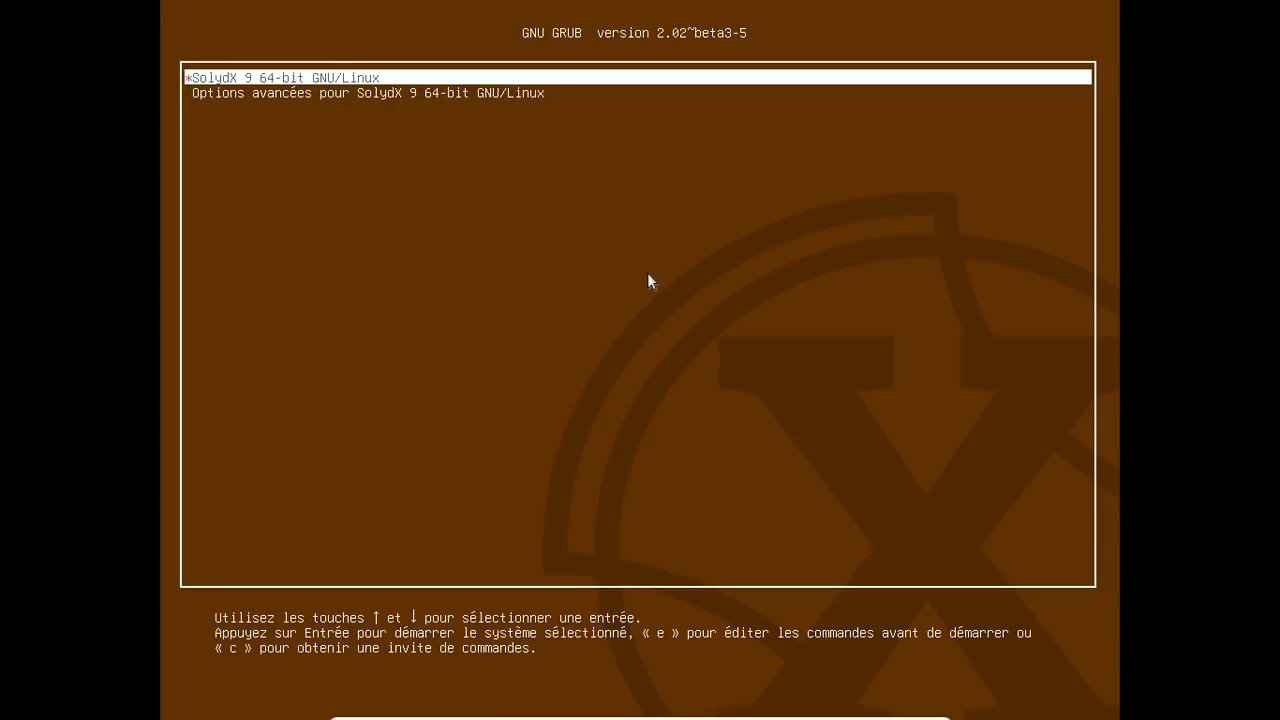 GNU GRUB  version 2.02~beta3-5
*SolydX 9 64-bit GNU/Linux
Options avancées pour SolydX 9 64-bit GNU/Linux
Utilisez les touches ↑ et ↓ pour sélectionner une entrée.
Appuyez sur Entrée pour démarrer le système sélectionné, « e » pour éditer les commandes avant de démarrer ou
« c » pour obtenir une invite de commandes.